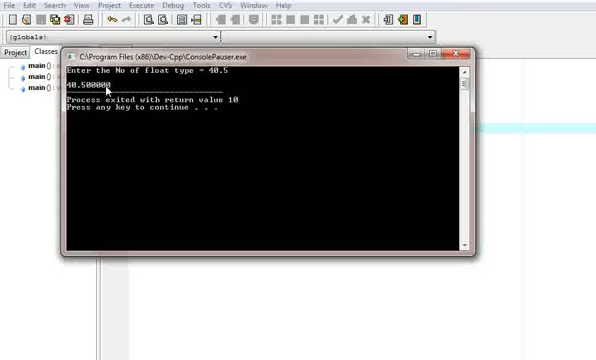 File Edit Search View Project Execute Debug Tools CVS Window Help
(globals)
Project Classes
main() :
main() :
main() :
C:\Program Files (x86)\Dev-Cpp\ConsolePauser.exe
Enter the No of float type = 40.5
40.500000
Process exited with return value 10
Press any key to continue . . .